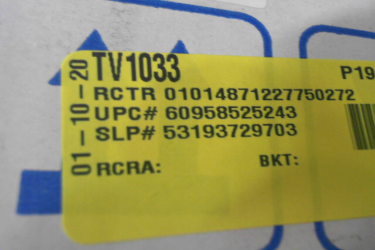 01-10-20
TV1033 P19
RCTR 01014871227750272
UPC# 60958525243
SLP# 53193729703
RCRA: BKT: